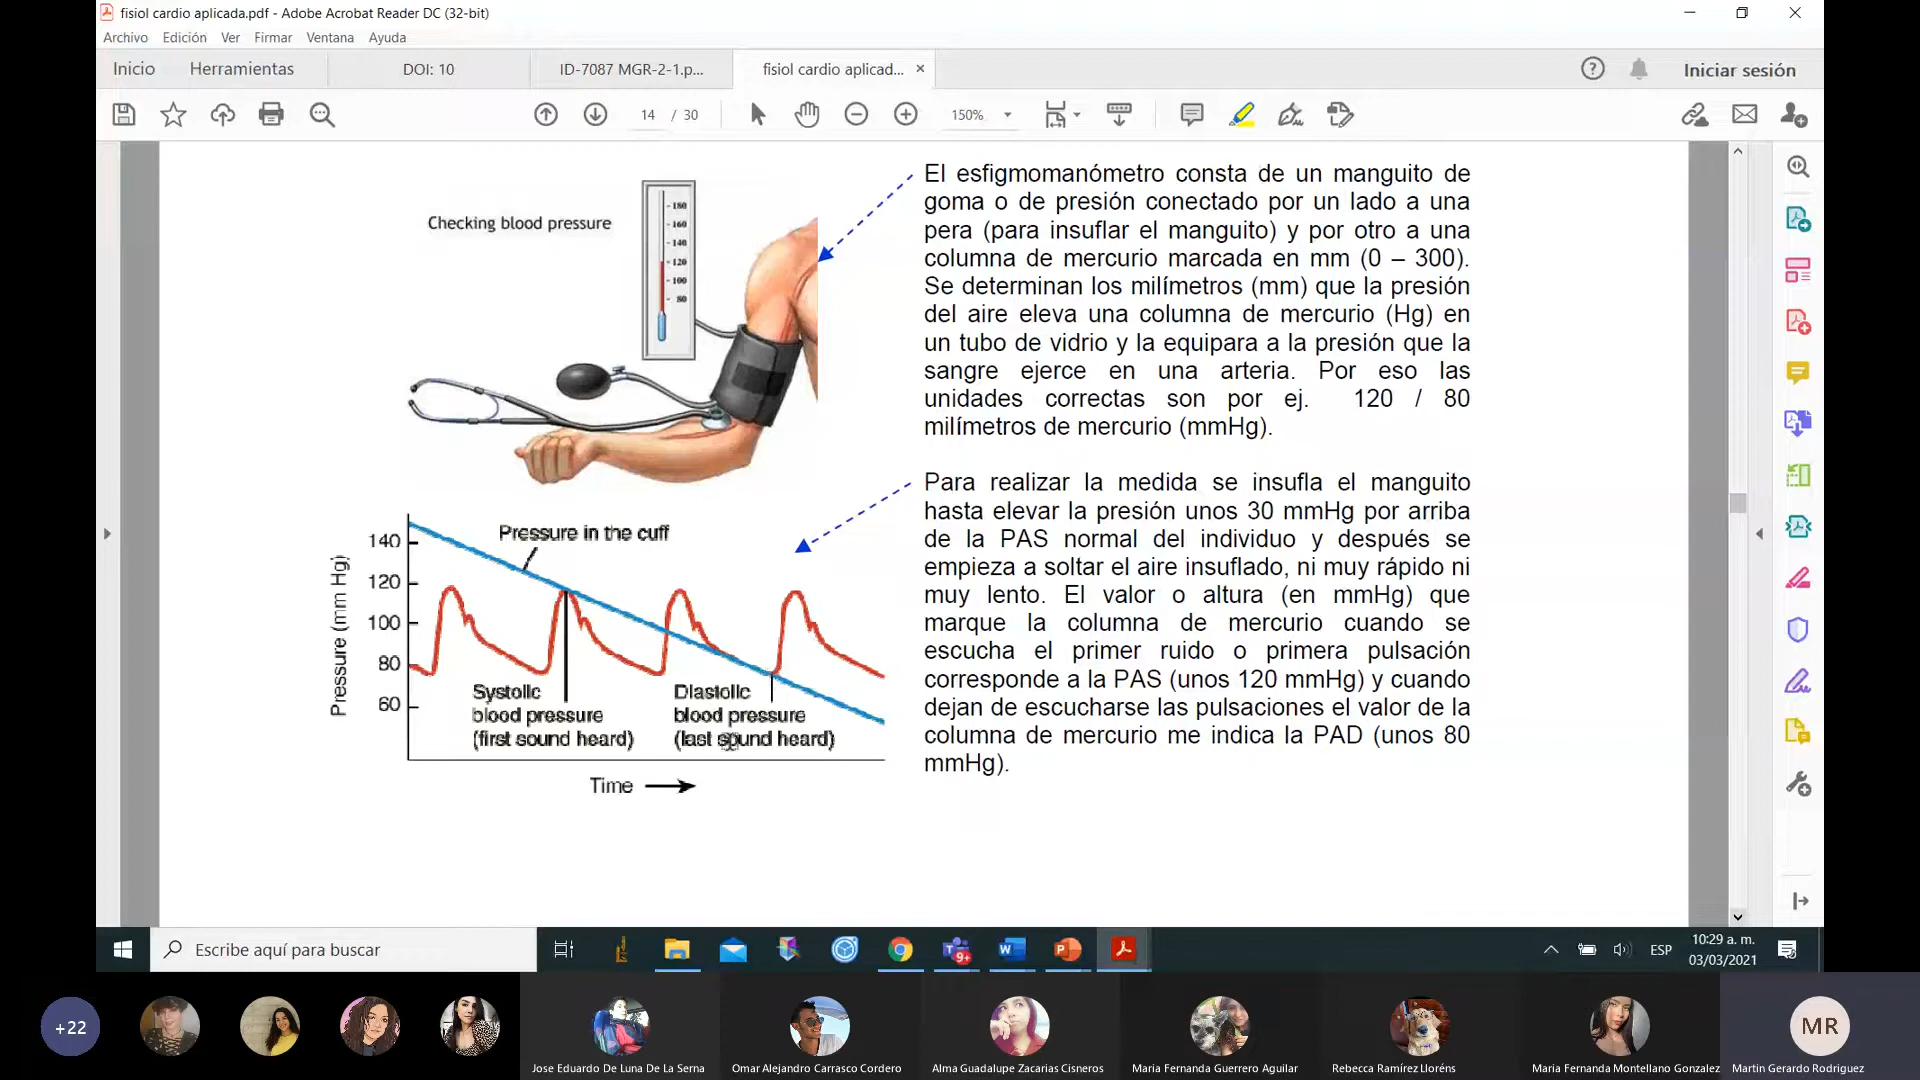 fisiol cardio aplicada.pdf - Adobe Acrobat Reader DC (32-bit)
Archivo Edición Ver Firmar Ventana Ayuda
Inicio Herramientas DOI: 10 ID-7087 MGR-2-1.p... fisiol cardio aplicad... × Iniciar sesión
14 / 30 150%
Checking blood pressure
180
160
140
120
100
80
El esfigmomanómetro consta de un manguito de
goma o de presión conectado por un lado a una
pera (para insuflar el manguito) y por otro a una
columna de mercurio marcada en mm (0 – 300).
Se determinan los milímetros (mm) que la presión
del aire eleva una columna de mercurio (Hg) en
un tubo de vidrio y la equipara a la presión que la
sangre ejerce en una arteria. Por eso las
unidades correctas son por ej. 120 / 80
milímetros de mercurio (mmHg).
Para realizar la medida se insufla el manguito
hasta elevar la presión unos 30 mmHg por arriba
de la PAS normal del individuo y después se
empieza a soltar el aire insuflado, ni muy rápido ni
muy lento. El valor o altura (en mmHg) que
marque la columna de mercurio cuando se
escucha el primer ruido o primera pulsación
corresponde a la PAS (unos 120 mmHg) y cuando
dejan de escucharse las pulsaciones el valor de la
columna de mercurio me indica la PAD (unos 80
mmHg).
Pressure (mm Hg)
140
120
100
80
60
Pressure in the cuff
Systolic
blood pressure
(first sound heard)
Diastolic
blood pressure
(last sound heard)
Time
Escribe aquí para buscar
9+
ESP
10:29 a. m.
03/03/2021
+22
MR
Jose Eduardo De Luna De La Serna
Omar Alejandro Carrasco Cordero
Alma Guadalupe Zacarias Cisneros
Maria Fernanda Guerrero Aguilar
Rebecca Ramírez Lloréns
Maria Fernanda Montellano Gonzalez
Martin Gerardo Rodriguez